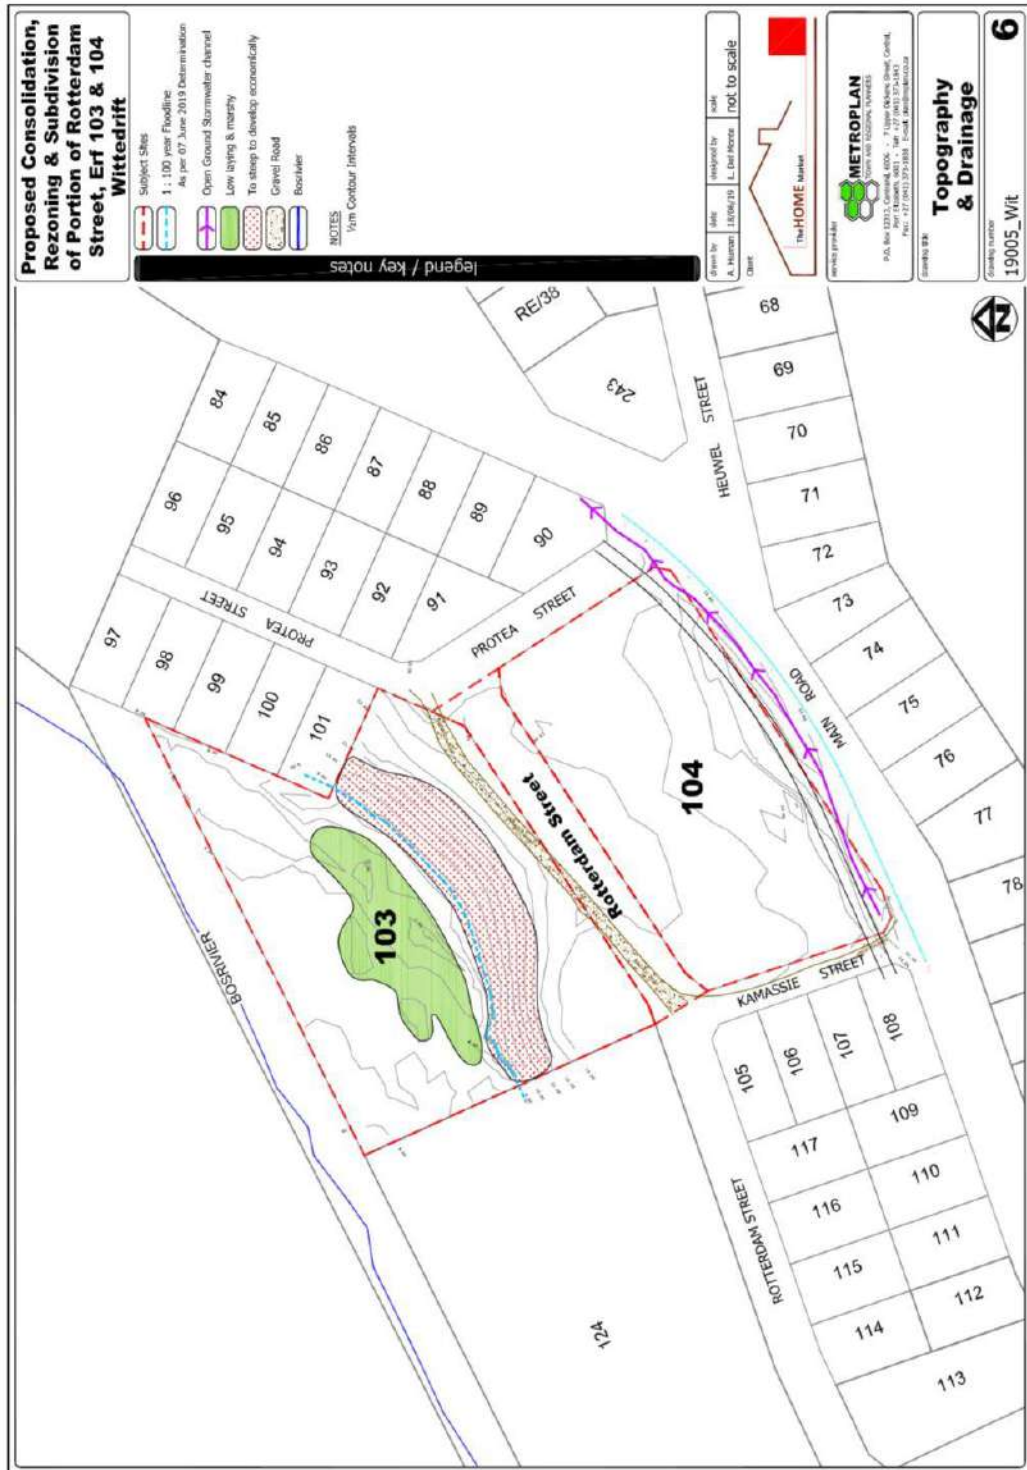 Proposed Consolidation,
Rezoning & Subdivision
of Portion of Rotterdam
Street, Erf 103 & 104
Wittedrift
legend / key notes
Subject Sites
1 : 100 year Floodline
As per 07 June 2019 Determination
Open Ground Stormwater channel
Low laying & marshy
To steep to develop economically
Gravel Road
Bosrivier
NOTES
½m Contour Intervals
drawn by
A. Human
date
18/06/19
designed by
L. Del Monte
scale
not to scale
Client
The HOME Market
service provider
METROPLAN
TOWN AND REGIONAL PLANNERS
drawing title
Topography
& Drainage
drawing number
19005_Wit
6
N
84
85
86
87
88
89
90
96
95
94
93
92
91
97
98
99
100
101
PROTEA STREET
PROTEA STREET
RE/38
243
HEUWEL STREET
68
69
70
71
72
73
74
75
76
77
78
MAIN ROAD
BOSRIVIER
103
Rotterdam Street
104
KAMASSIE STREET
105
106
107
108
109
110
111
112
113
114
115
116
117
ROTTERDAM STREET
124